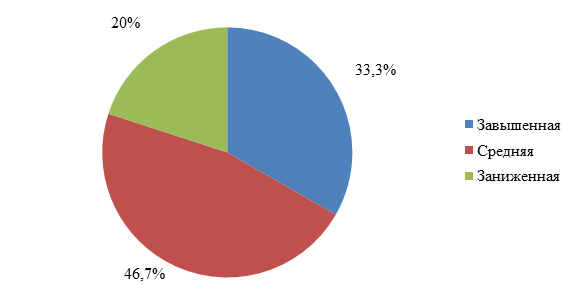 20%
33,3%
Завышенная
Средняя
Заниженная
46,7%